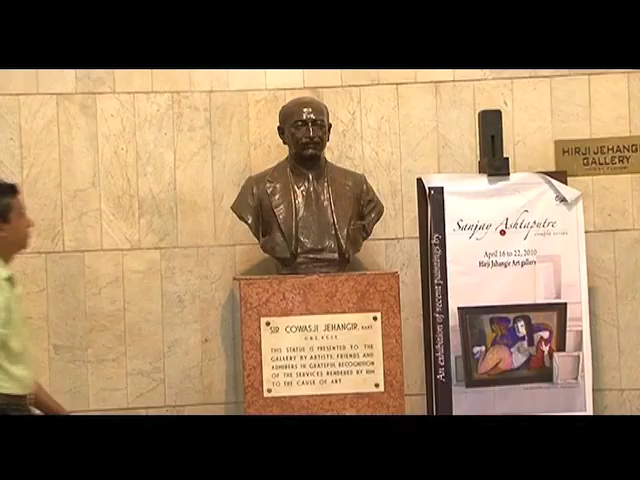 HIRJI JEHANGI
GALLERY
SIR COWASJI JEHANGIR, BART.
THIS STATUE IS PRESENTED TO THE
GALLERY BY ARTISTS, FRIENDS AND
ADMIRERS IN GRATEFUL RECOGNITION
OF THE SERVICES RENDERED BY HIM
TO THE CAUSE OF ART.
An exhibition of recent paintings by
Sanjay Ashtaputre
April 16 to 22, 2010
Hirji Jehangir Art gallery